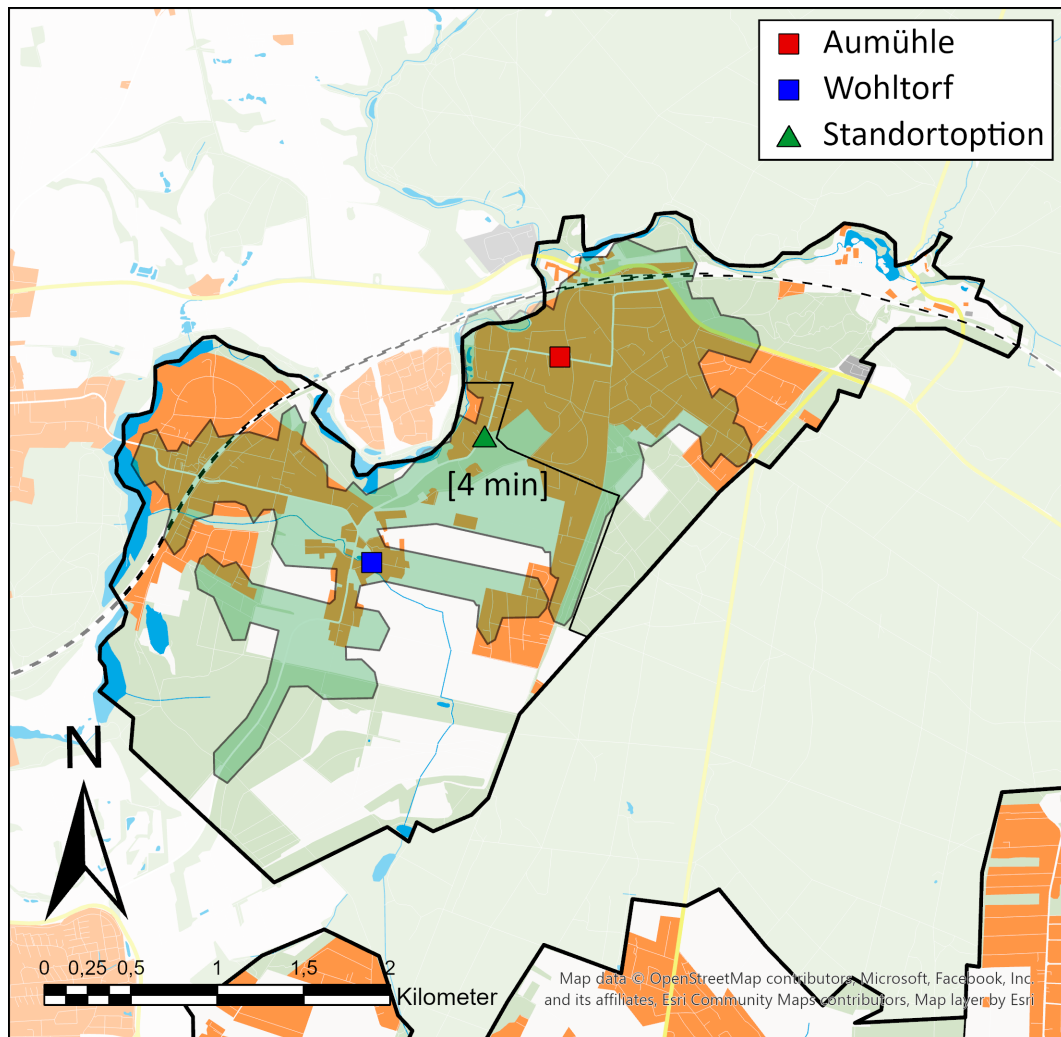 Aumühle
Wohltorf
Standortoption
[4 min]
N
0 0,25 0,5 1 1,5 2
Kilometer
Map data © OpenStreetMap contributors, Microsoft, Facebook, Inc.
and its affiliates, Esri Community Maps contributors, Map layer by Esri